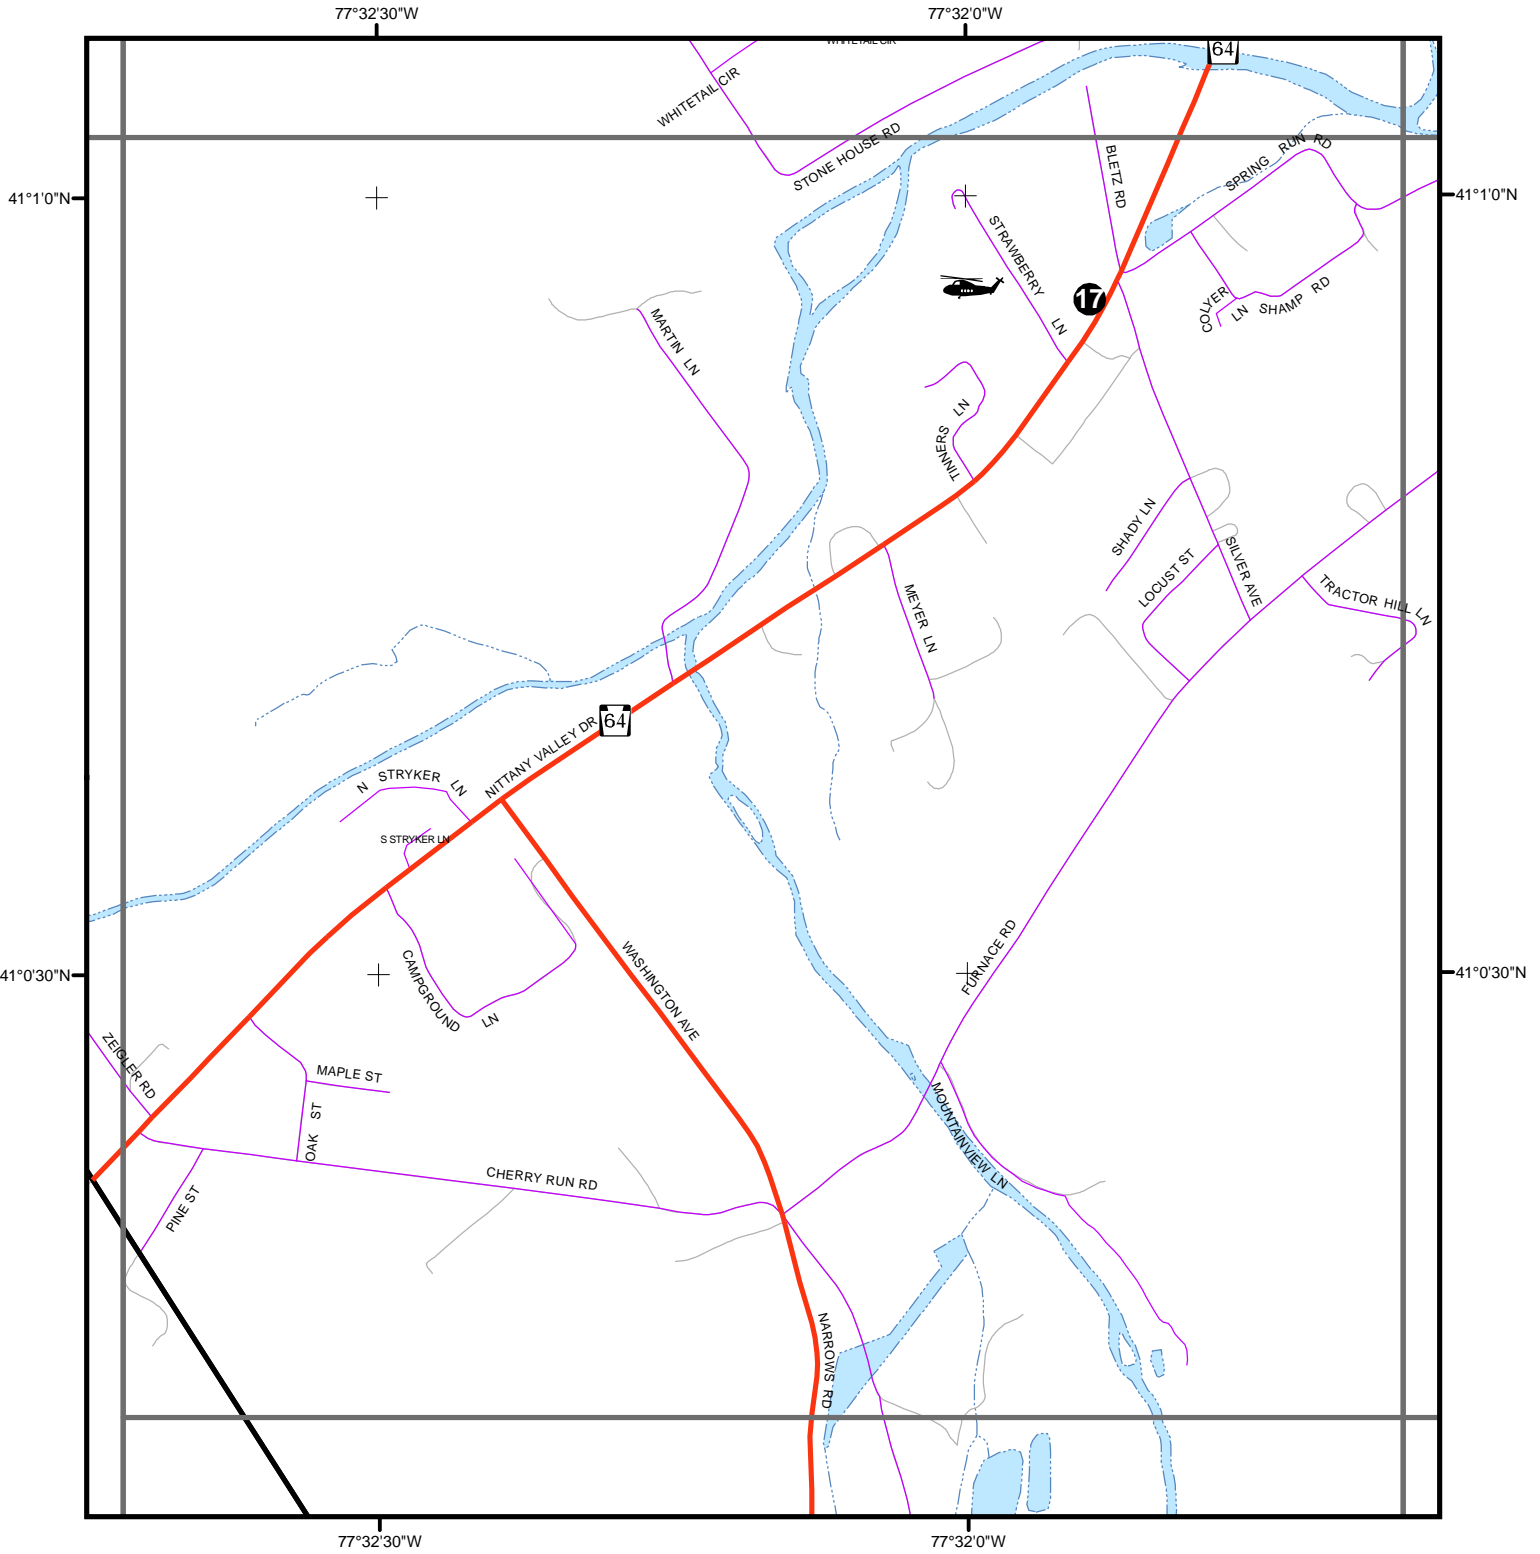 77°32'30"W
77°32'0"W
WHITETAIL CIR
64
WHITETAIL CIR
STONE HOUSE RD
BLETZ RD
SPRING RUN RD
41°1'0"N
41°1'0"N
STRAWBERRY LN
17
COLYER LN
SHAMP RD
MARTIN LN
TINNERS LN
SHADY LN
LOCUST ST
SILVER AVE
TRACTOR HILL LN
MEYER LN
64
NITTANY VALLEY DR
N STRYKER LN
S STRYKER LN
CAMPGROUND LN
WASHINGTON AVE
FURNACE RD
41°0'30"N
41°0'30"N
ZEIGLER RD
MAPLE ST
OAK ST
MOUNTAINVIEW LN
CHERRY RUN RD
PINE ST
NARROWS RD
77°32'30"W
77°32'0"W